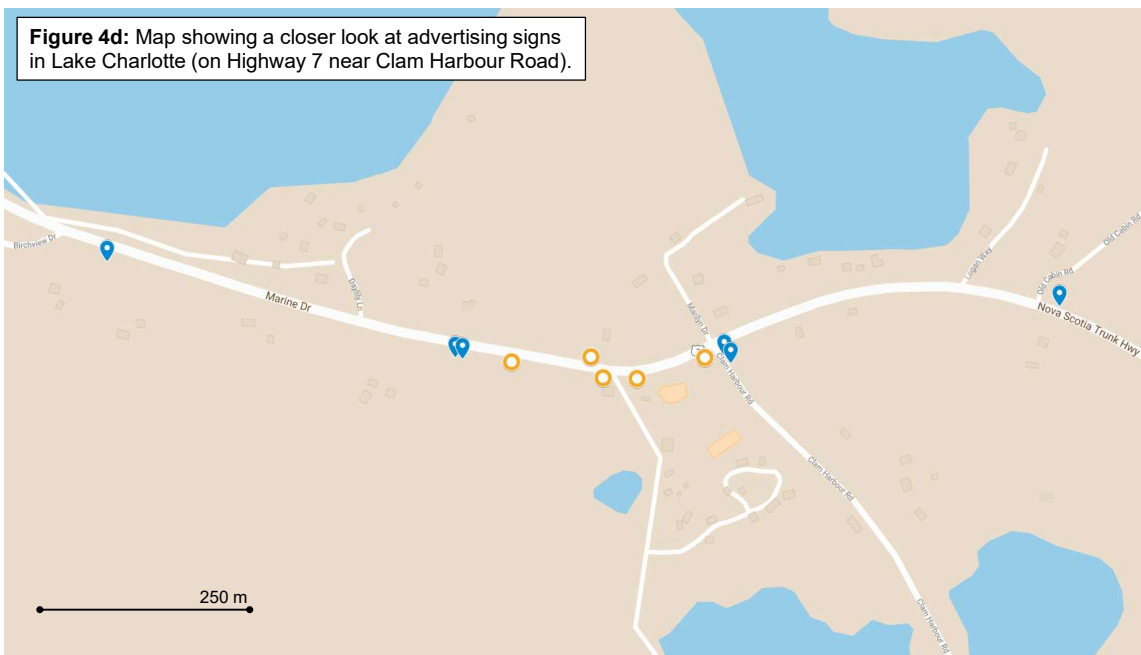 Figure 4d: Map showing a closer look at advertising signs
in Lake Charlotte (on Highway 7 near Clam Harbour Road).
Birchview Dr
Marine Dr
Daylily Ln
Marilyn Dr
Clam Harbour Rd
Logan Way
Old Cabin Rd
Old Cabin Rd
Nova Scotia Trunk Hwy
Clam Harbour Rd
Clam Harbour Rd
250 m